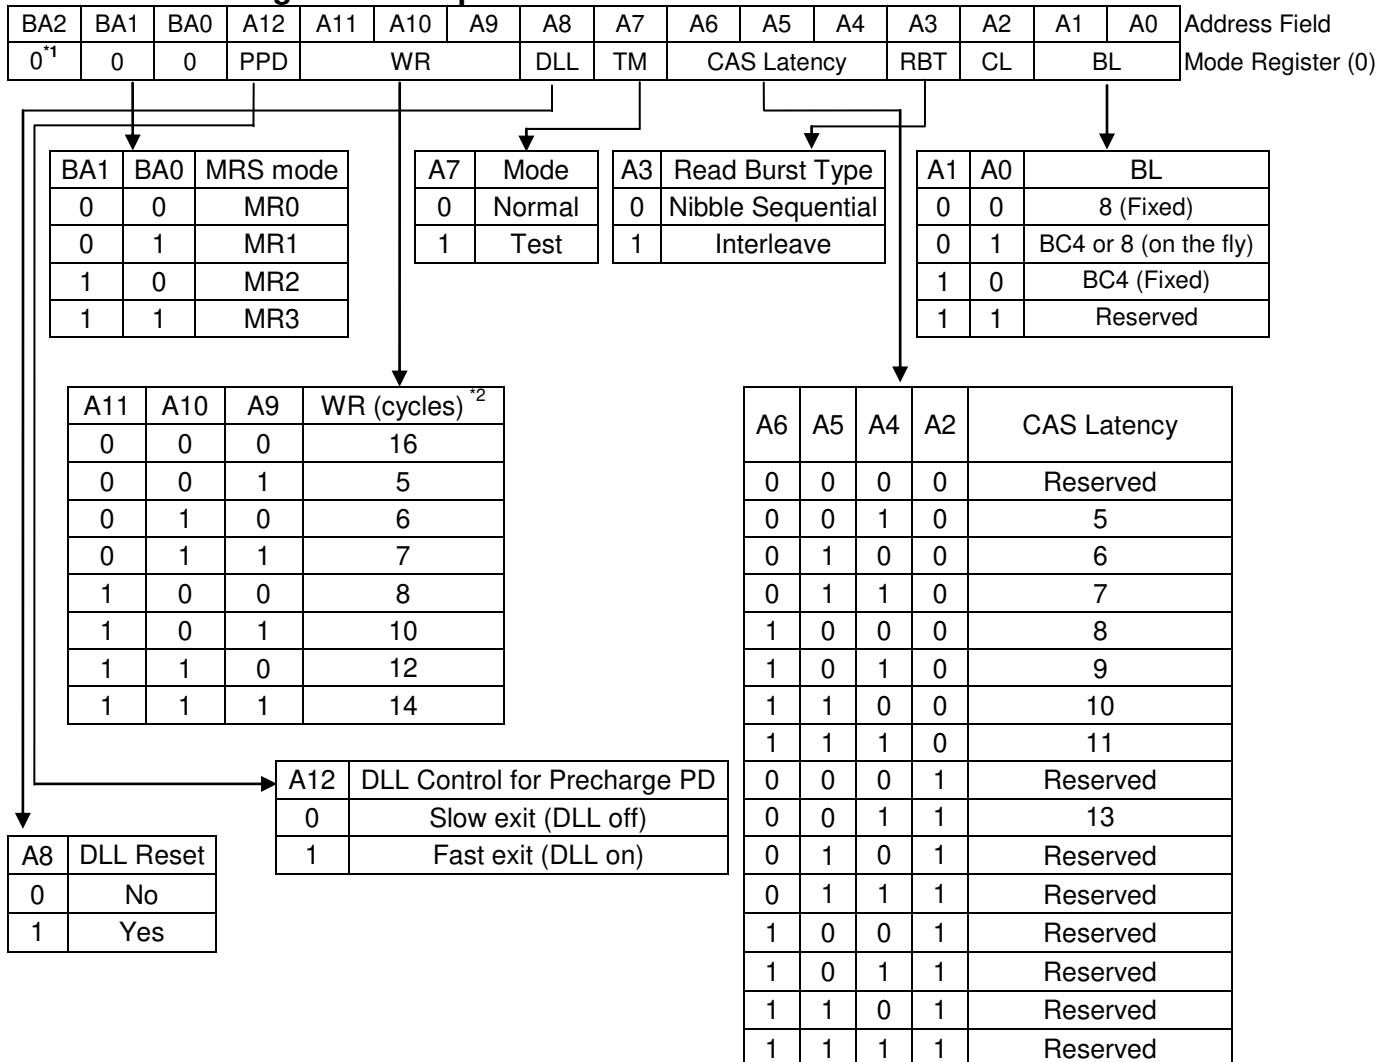 BA2 BA1 BA0 A12 A11 A10 A9 A8 A7 A6 A5 A4 A3 A2 A1 A0 Address Field
0*1 0 0 PPD WR DLL TM CAS Latency RBT CL BL Mode Register (0)
BA1 BA0 MRS mode
0 0 MR0
0 1 MR1
1 0 MR2
1 1 MR3
A7 Mode
0 Normal
1 Test
A3 Read Burst Type
0 Nibble Sequential
1 Interleave
A1 A0 BL
0 0 8 (Fixed)
0 1 BC4 or 8 (on the fly)
1 0 BC4 (Fixed)
1 1 Reserved
A11 A10 A9 WR (cycles) *2
0 0 0 16
0 0 1 5
0 1 0 6
0 1 1 7
1 0 0 8
1 0 1 10
1 1 0 12
1 1 1 14
A6 A5 A4 A2 CAS Latency
0 0 0 0 Reserved
0 0 1 0 5
0 1 0 0 6
0 1 1 0 7
1 0 0 0 8
1 0 1 0 9
1 1 0 0 10
1 1 1 0 11
0 0 0 1 Reserved
0 0 1 1 13
0 1 0 1 Reserved
0 1 1 1 Reserved
1 0 0 1 Reserved
1 0 1 1 Reserved
1 1 0 1 Reserved
1 1 1 1 Reserved
A12 DLL Control for Precharge PD
0 Slow exit (DLL off)
1 Fast exit (DLL on)
A8 DLL Reset
0 No
1 Yes